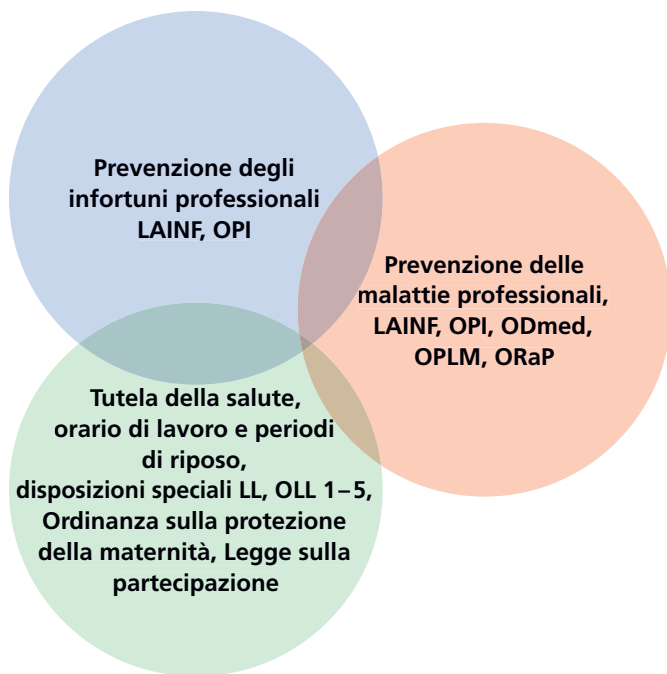 Prevenzione degli
infortuni professionali
LAINF, OPI
Prevenzione delle
malattie professionali,
LAINF, OPI, ODmed,
OPLM, ORaP
Tutela della salute,
orario di lavoro e periodi
di riposo,
disposizioni speciali LL, OLL 1–5,
Ordinanza sulla protezione
della maternità, Legge sulla
partecipazione